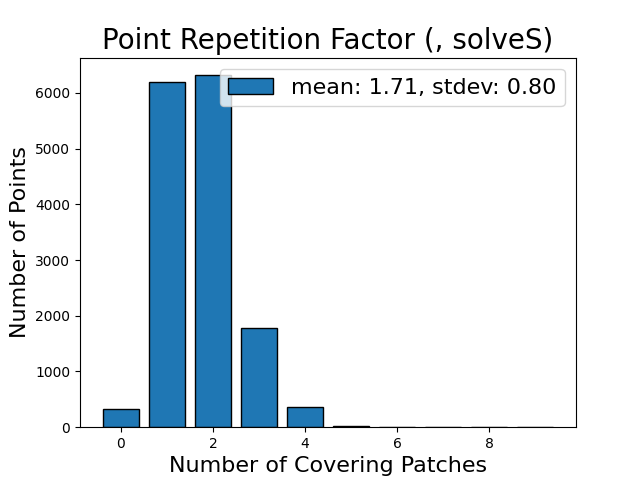 Point Repetition Factor (, solveS)
mean: 1.71, stdev: 0.80
Number of Points
6000
5000
4000
3000
2000
1000
0
0 2 4 6 8
Number of Covering Patches